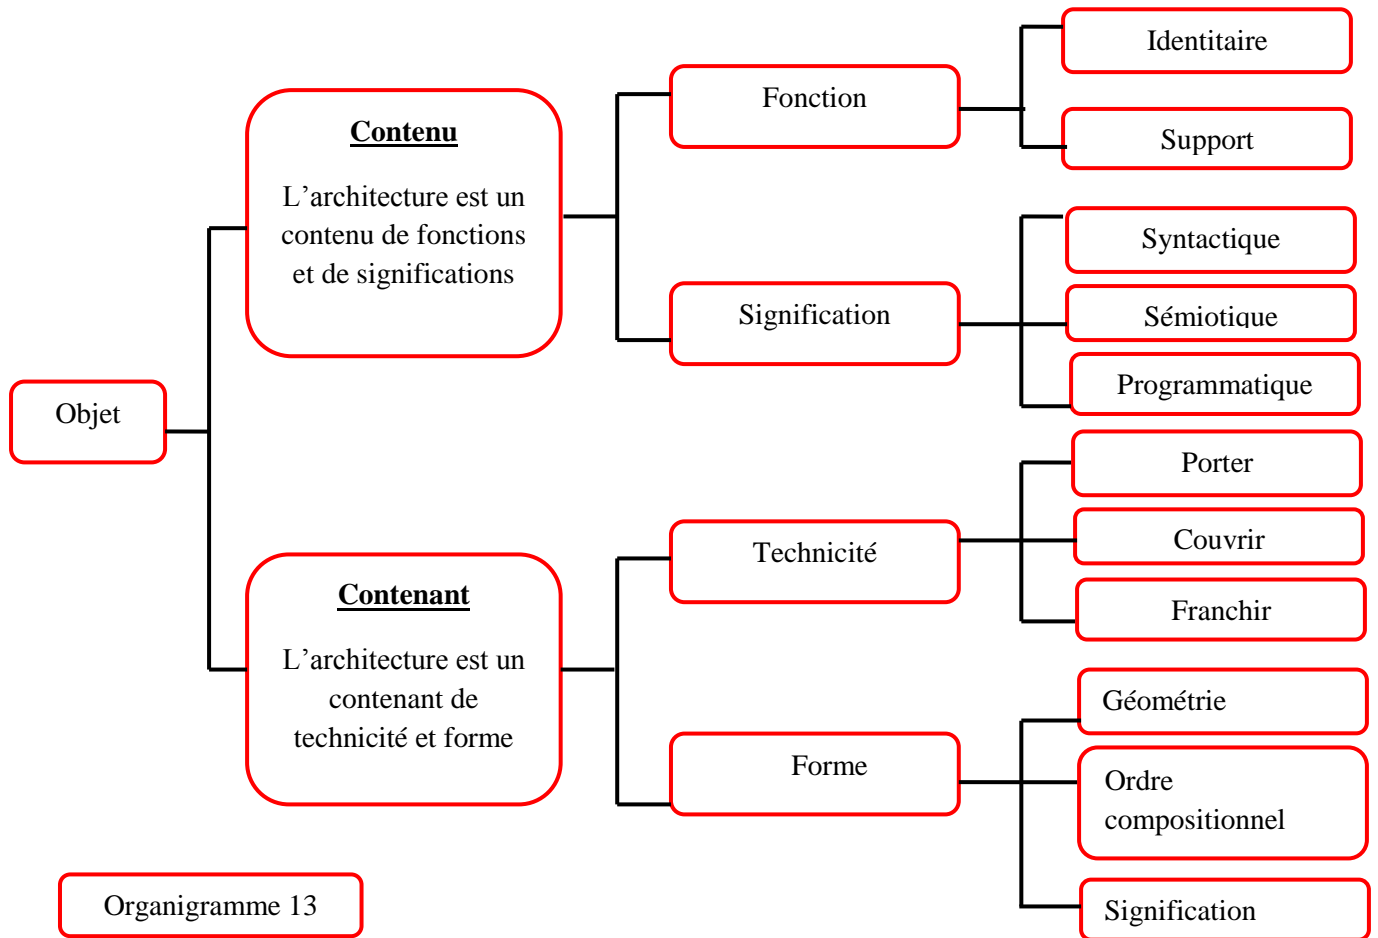 Identitaire
Fonction
Contenu
Support
L’architecture est un
contenu de fonctions
et de significations
Syntactique
Signification
Sémiotique
Programmatique
Objet
Porter
Technicité
Couvrir
Contenant
Franchir
L’architecture est un
contenant de
technicité et forme
Géométrie
Forme
Ordre
compositionnel
Signification
Organigramme 13